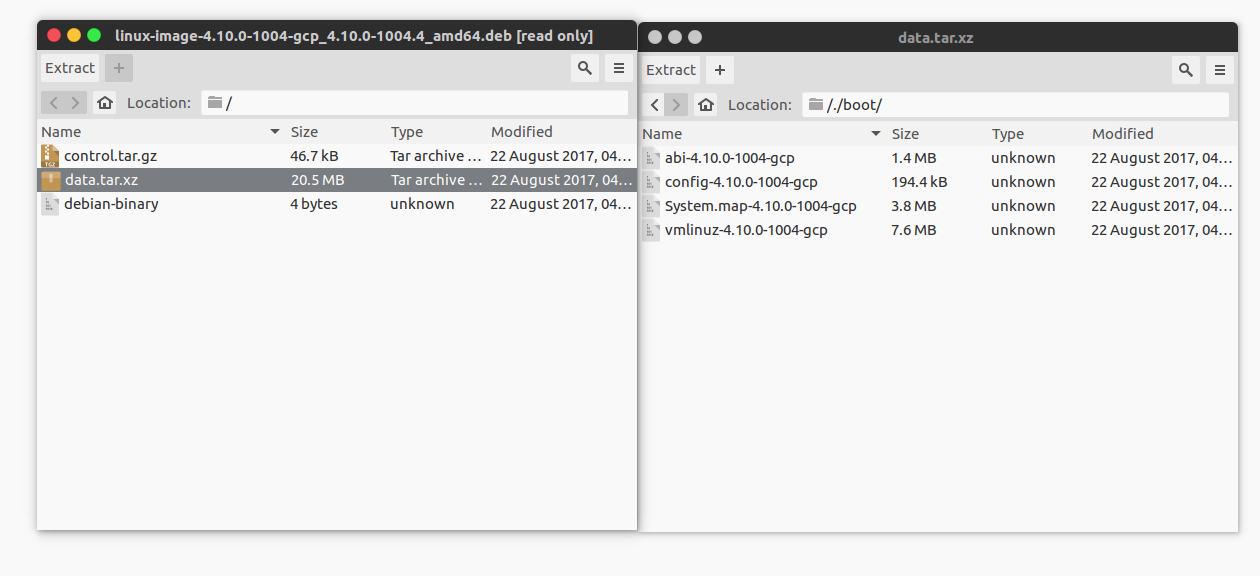 linux-image-4.10.0-1004-gcp_4.10.0-1004.4_amd64.deb [read only]
Extract +
Location: /
Name Size Type Modified
control.tar.gz 46.7 kB Tar archive ... 22 August 2017, 04...
data.tar.xz 20.5 MB Tar archive ... 22 August 2017, 04...
debian-binary 4 bytes unknown 22 August 2017, 04...
data.tar.xz
Extract +
Location: /./boot/
Name Size Type Modified
abi-4.10.0-1004-gcp 1.4 MB unknown 22 August 2017, 04...
config-4.10.0-1004-gcp 194.4 kB unknown 22 August 2017, 04...
System.map-4.10.0-1004-gcp 3.8 MB unknown 22 August 2017, 04...
vmlinuz-4.10.0-1004-gcp 7.6 MB unknown 22 August 2017, 04...